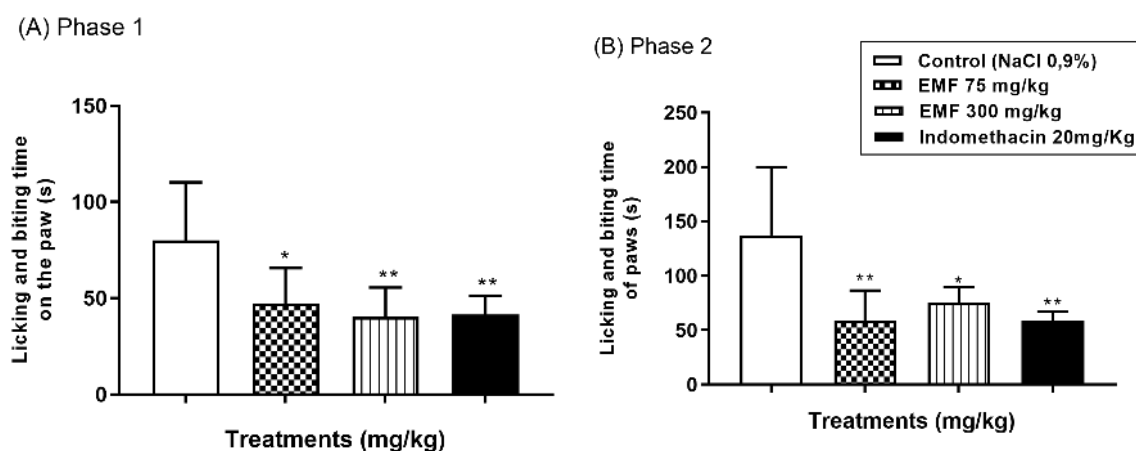 (A) Phase 1
Licking and biting time
on the paw (s)
150
100
50
0
*
**
**
Treatments (mg/kg)
(B) Phase 2
Control (NaCl 0,9%)
EMF 75 mg/kg
EMF 300 mg/kg
Indomethacin 20mg/Kg
Licking and biting time
of paws (s)
250
200
150
100
50
0
**
*
**
Treatments (mg/kg)